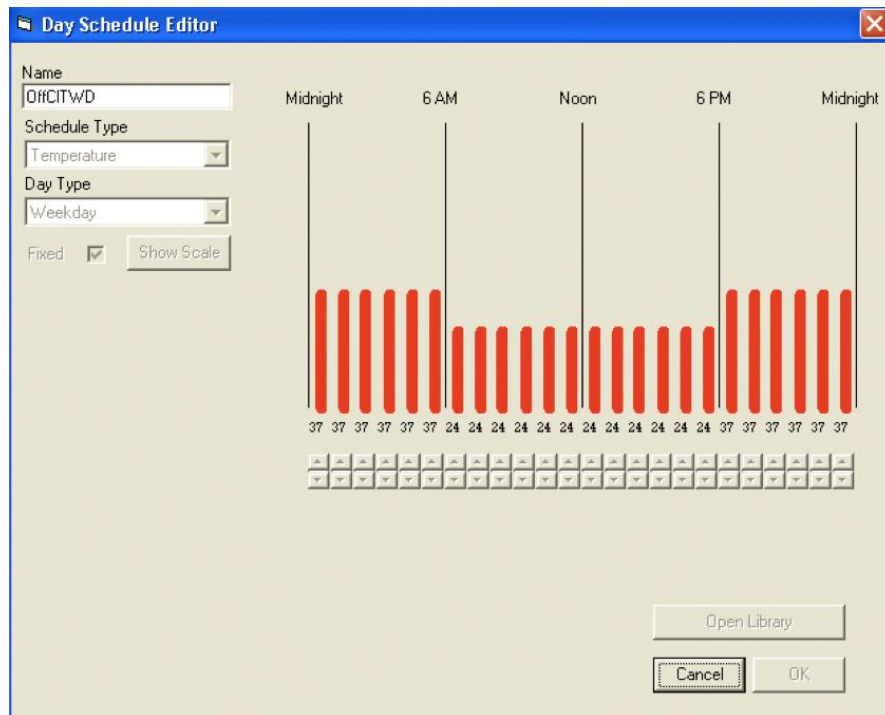 Day Schedule Editor
Name
OffClTWD
Schedule Type
Temperature
Day Type
Weekday
Fixed
Show Scale
Midnight 6 AM Noon 6 PM Midnight
37 37 37 37 37 37 24 24 24 24 24 24 24 24 24 24 24 24 37 37 37 37 37 37
Open Library
Cancel OK